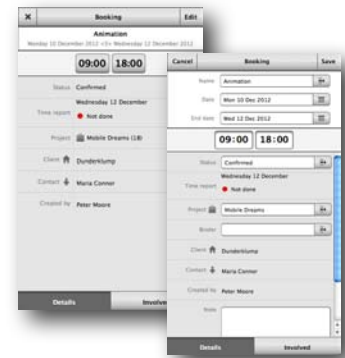 Booking Edit
Animation
Monday 10 December 2012 <5> Wednesday 12 December 2012
09:00 18:00
Status Confirmed
Wednesday 12 December
Time report Not done
Project Mobile Dreams (18)
Client Dunderklump
Contact Maria Connor
Created by Peter Moore
Details Involve
Cancel Booking Save
Name Animation
Date Mon 10 Dec 2012
End date Wed 12 Dec 2012
09:00 18:00
Status Confirmed
Wednesday 12 December
Time report Not done
Project Mobile Dreams
Broker
Client Dunderklump
Contact Maria Connor
Created by Peter Moore
Note
Details Involved